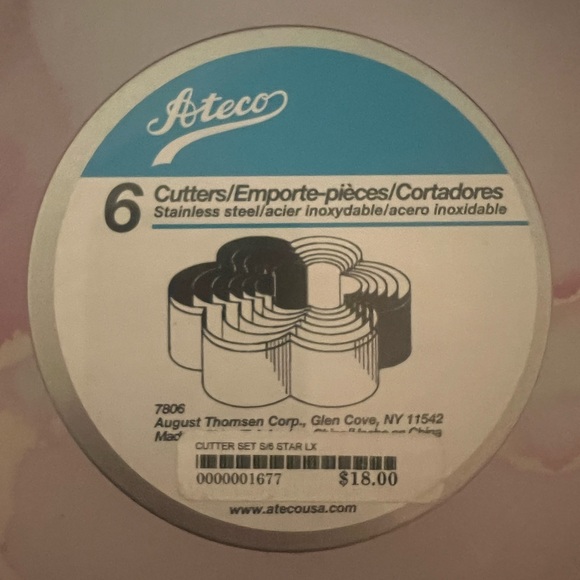 Ateco
6 Cutters/Emporte-pièces/Cortadores
Stainless steel/acier inoxydable/acero inoxidable
7806
August Thomsen Corp., Glen Cove, NY 11542
CUTTER SET S/6 STAR LX
0000001677 $18.00
www.atecousa.com